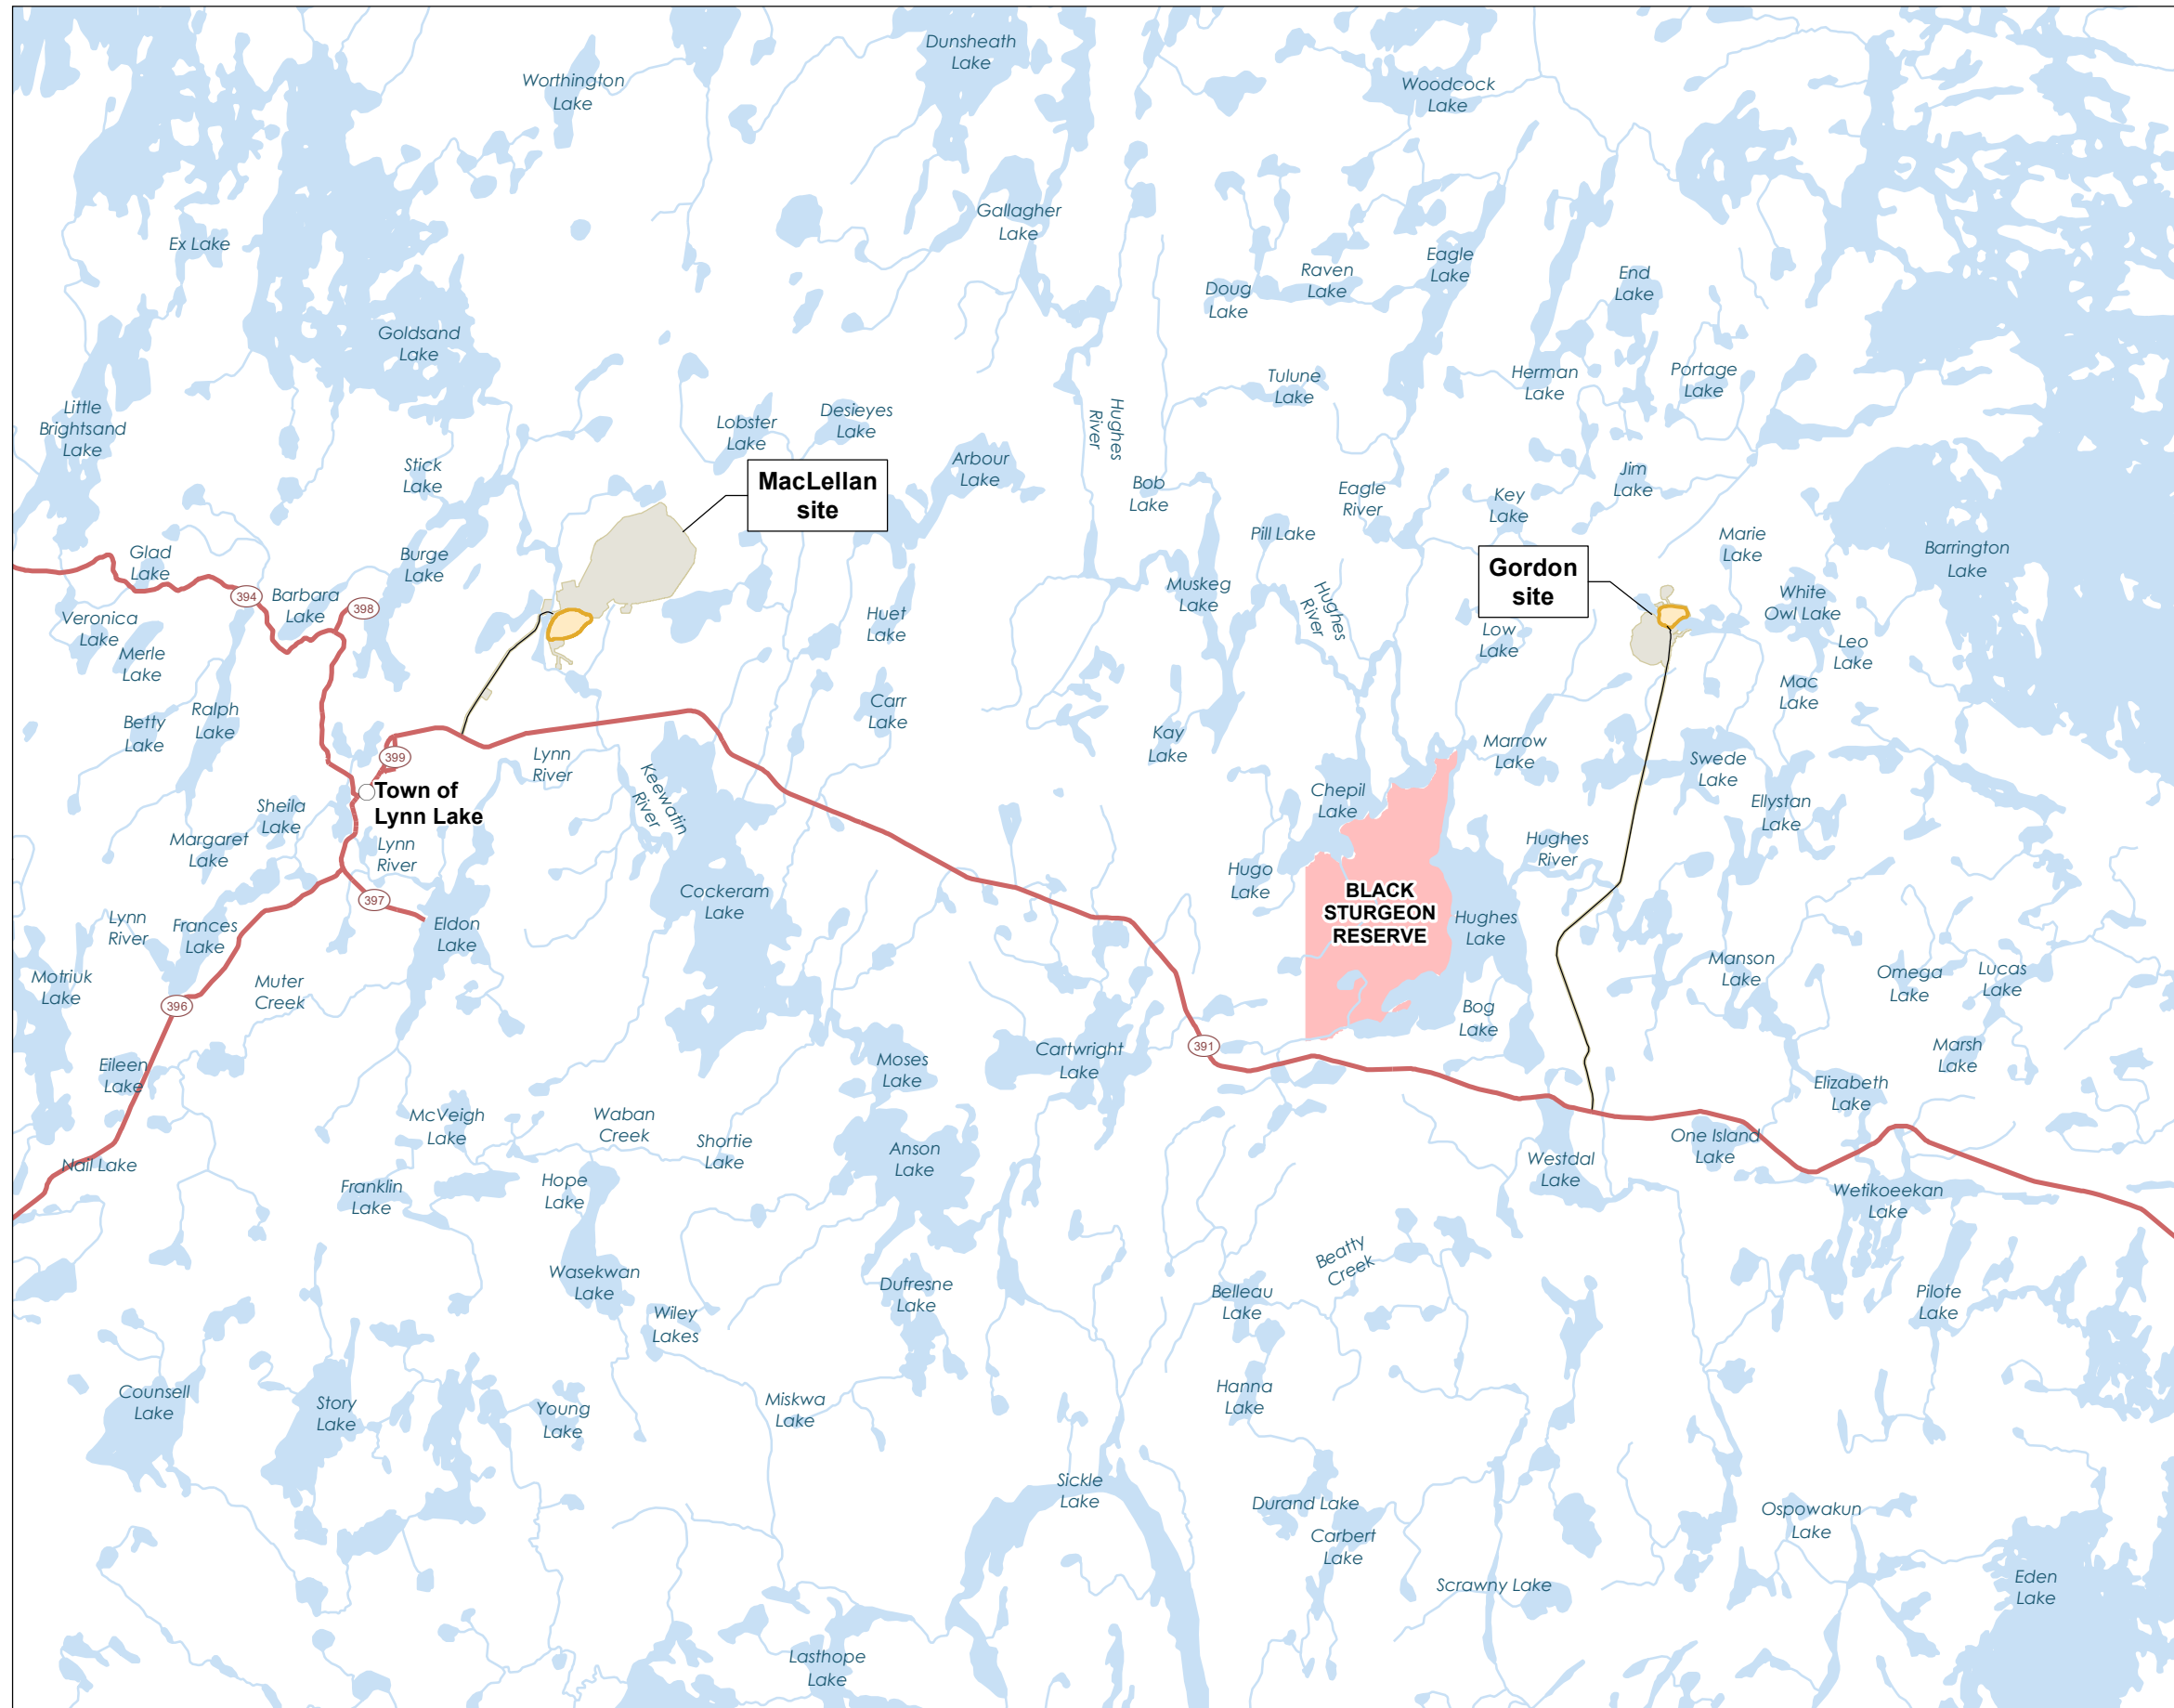 Dunsheath
Lake
Worthington
Lake
Woodcock
Lake
Gallagher
Lake
Ex Lake
Eagle
Lake
Raven
Lake
End
Lake
Doug
Lake
Goldsand
Lake
Tulune
Lake
Herman
Lake
Portage
Lake
Little
Brightsand
Lake
Desieyes
Lake
Lobster
Lake
Hughes
River
Stick
Lake
Arbour
Lake
Jim
Lake
MacLellan
site
Bob
Lake
Eagle
River
Key
Lake
Pill Lake
Marie
Lake
Barrington
Lake
Glad
Lake
Burge
Lake
Gordon
site
394
Barbara
Lake
398
Muskeg
Lake
Hughes
River
White
Owl Lake
Veronica
Lake
Huet
Lake
Low
Lake
Leo
Lake
Merle
Lake
Mac
Lake
Carr
Lake
Ralph
Lake
Betty
Lake
Kay
Lake
Marrow
Lake
399
Lynn
River
Keewatin
River
Swede
Lake
Town of
Lynn Lake
Chepil
Lake
Ellystan
Lake
Sheila
Lake
Margaret
Lake
Lynn
River
Hughes
River
Hugo
Lake
397
Cockeram
Lake
BLACK
STURGEON
RESERVE
Hughes
Lake
Lynn
River
Frances
Lake
Eldon
Lake
Motriuk
Lake
Muter
Creek
Manson
Lake
Omega
Lake
Lucas
Lake
396
Bog
Lake
391
Cartwright
Lake
Marsh
Lake
Eileen
Lake
Moses
Lake
Elizabeth
Lake
McVeigh
Lake
Waban
Creek
Shortie
Lake
Anson
Lake
One Island
Lake
Nail Lake
Westdal
Lake
Franklin
Lake
Hope
Lake
Wetikoeekan
Lake
Beatty
Creek
Wasekwan
Lake
Dufresne
Lake
Belleau
Lake
Pilote
Lake
Wiley
Lakes
Counsell
Lake
Story
Lake
Young
Lake
Miskwa
Lake
Hanna
Lake
Sickle
Lake
Durand Lake
Carbert
Lake
Ospowakun
Lake
Scrawny Lake
Eden
Lake
Lasthope
Lake